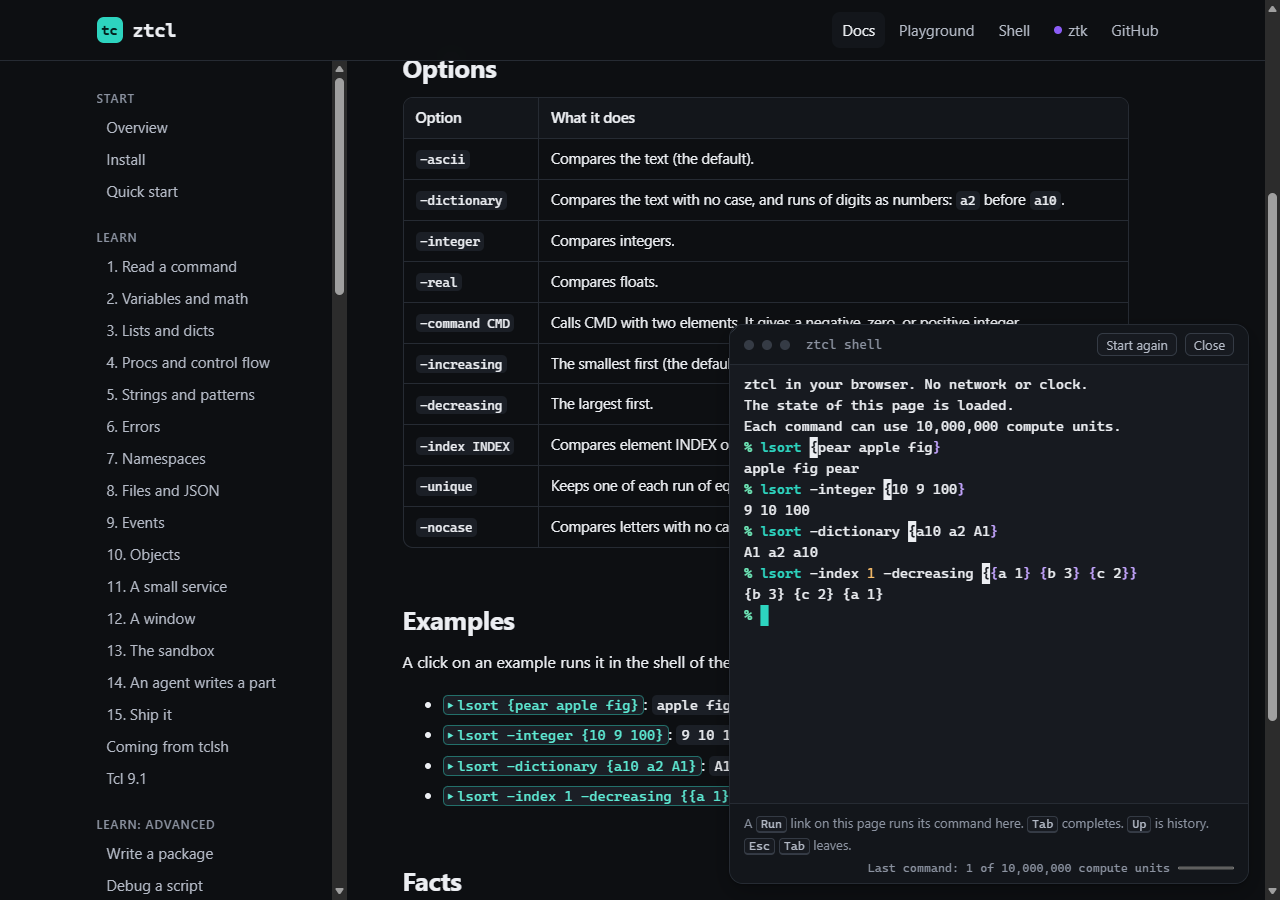 tc ztcl
Docs Playground Shell ztk GitHub
START
Overview
Install
Quick start
LEARN
1. Read a command
2. Variables and math
3. Lists and dicts
4. Procs and control flow
5. Strings and patterns
6. Errors
7. Namespaces
8. Files and JSON
9. Events
10. Objects
11. A small service
12. A window
13. The sandbox
14. An agent writes a part
15. Ship it
Coming from tclsh
Tcl 9.1
LEARN: ADVANCED
Write a package
Debug a script
Options
Option What it does
-ascii Compares the text (the default).
-dictionary Compares the text with no case, and runs of digits as numbers: a2 before a10.
-integer Compares integers.
-real Compares floats.
-command CMD Calls CMD with two elements. It gives a negative, zero, or positive integer
-increasing The smallest first (the defau
-decreasing The largest first.
-index INDEX Compares element INDEX o
-unique Keeps one of each run of eq
-nocase Compares letters with no ca
Examples
A click on an example runs it in the shell of the
▸lsort {pear apple fig}: apple fig
▸lsort -integer {10 9 100}: 9 10 1
▸lsort -dictionary {a10 a2 A1}: A1
▸lsort -index 1 -decreasing {{a 1}
Facts
ztcl shell Start again Close
ztcl in your browser. No network or clock.
The state of this page is loaded.
Each command can use 10,000,000 compute units.
% lsort {pear apple fig}
apple fig pear
% lsort -integer {10 9 100}
9 10 100
% lsort -dictionary {a10 a2 A1}
A1 a2 a10
% lsort -index 1 -decreasing {{a 1} {b 3} {c 2}}
{b 3} {c 2} {a 1}
%
A Run link on this page runs its command here. Tab completes. Up is history.
Esc Tab leaves.
Last command: 1 of 10,000,000 compute units